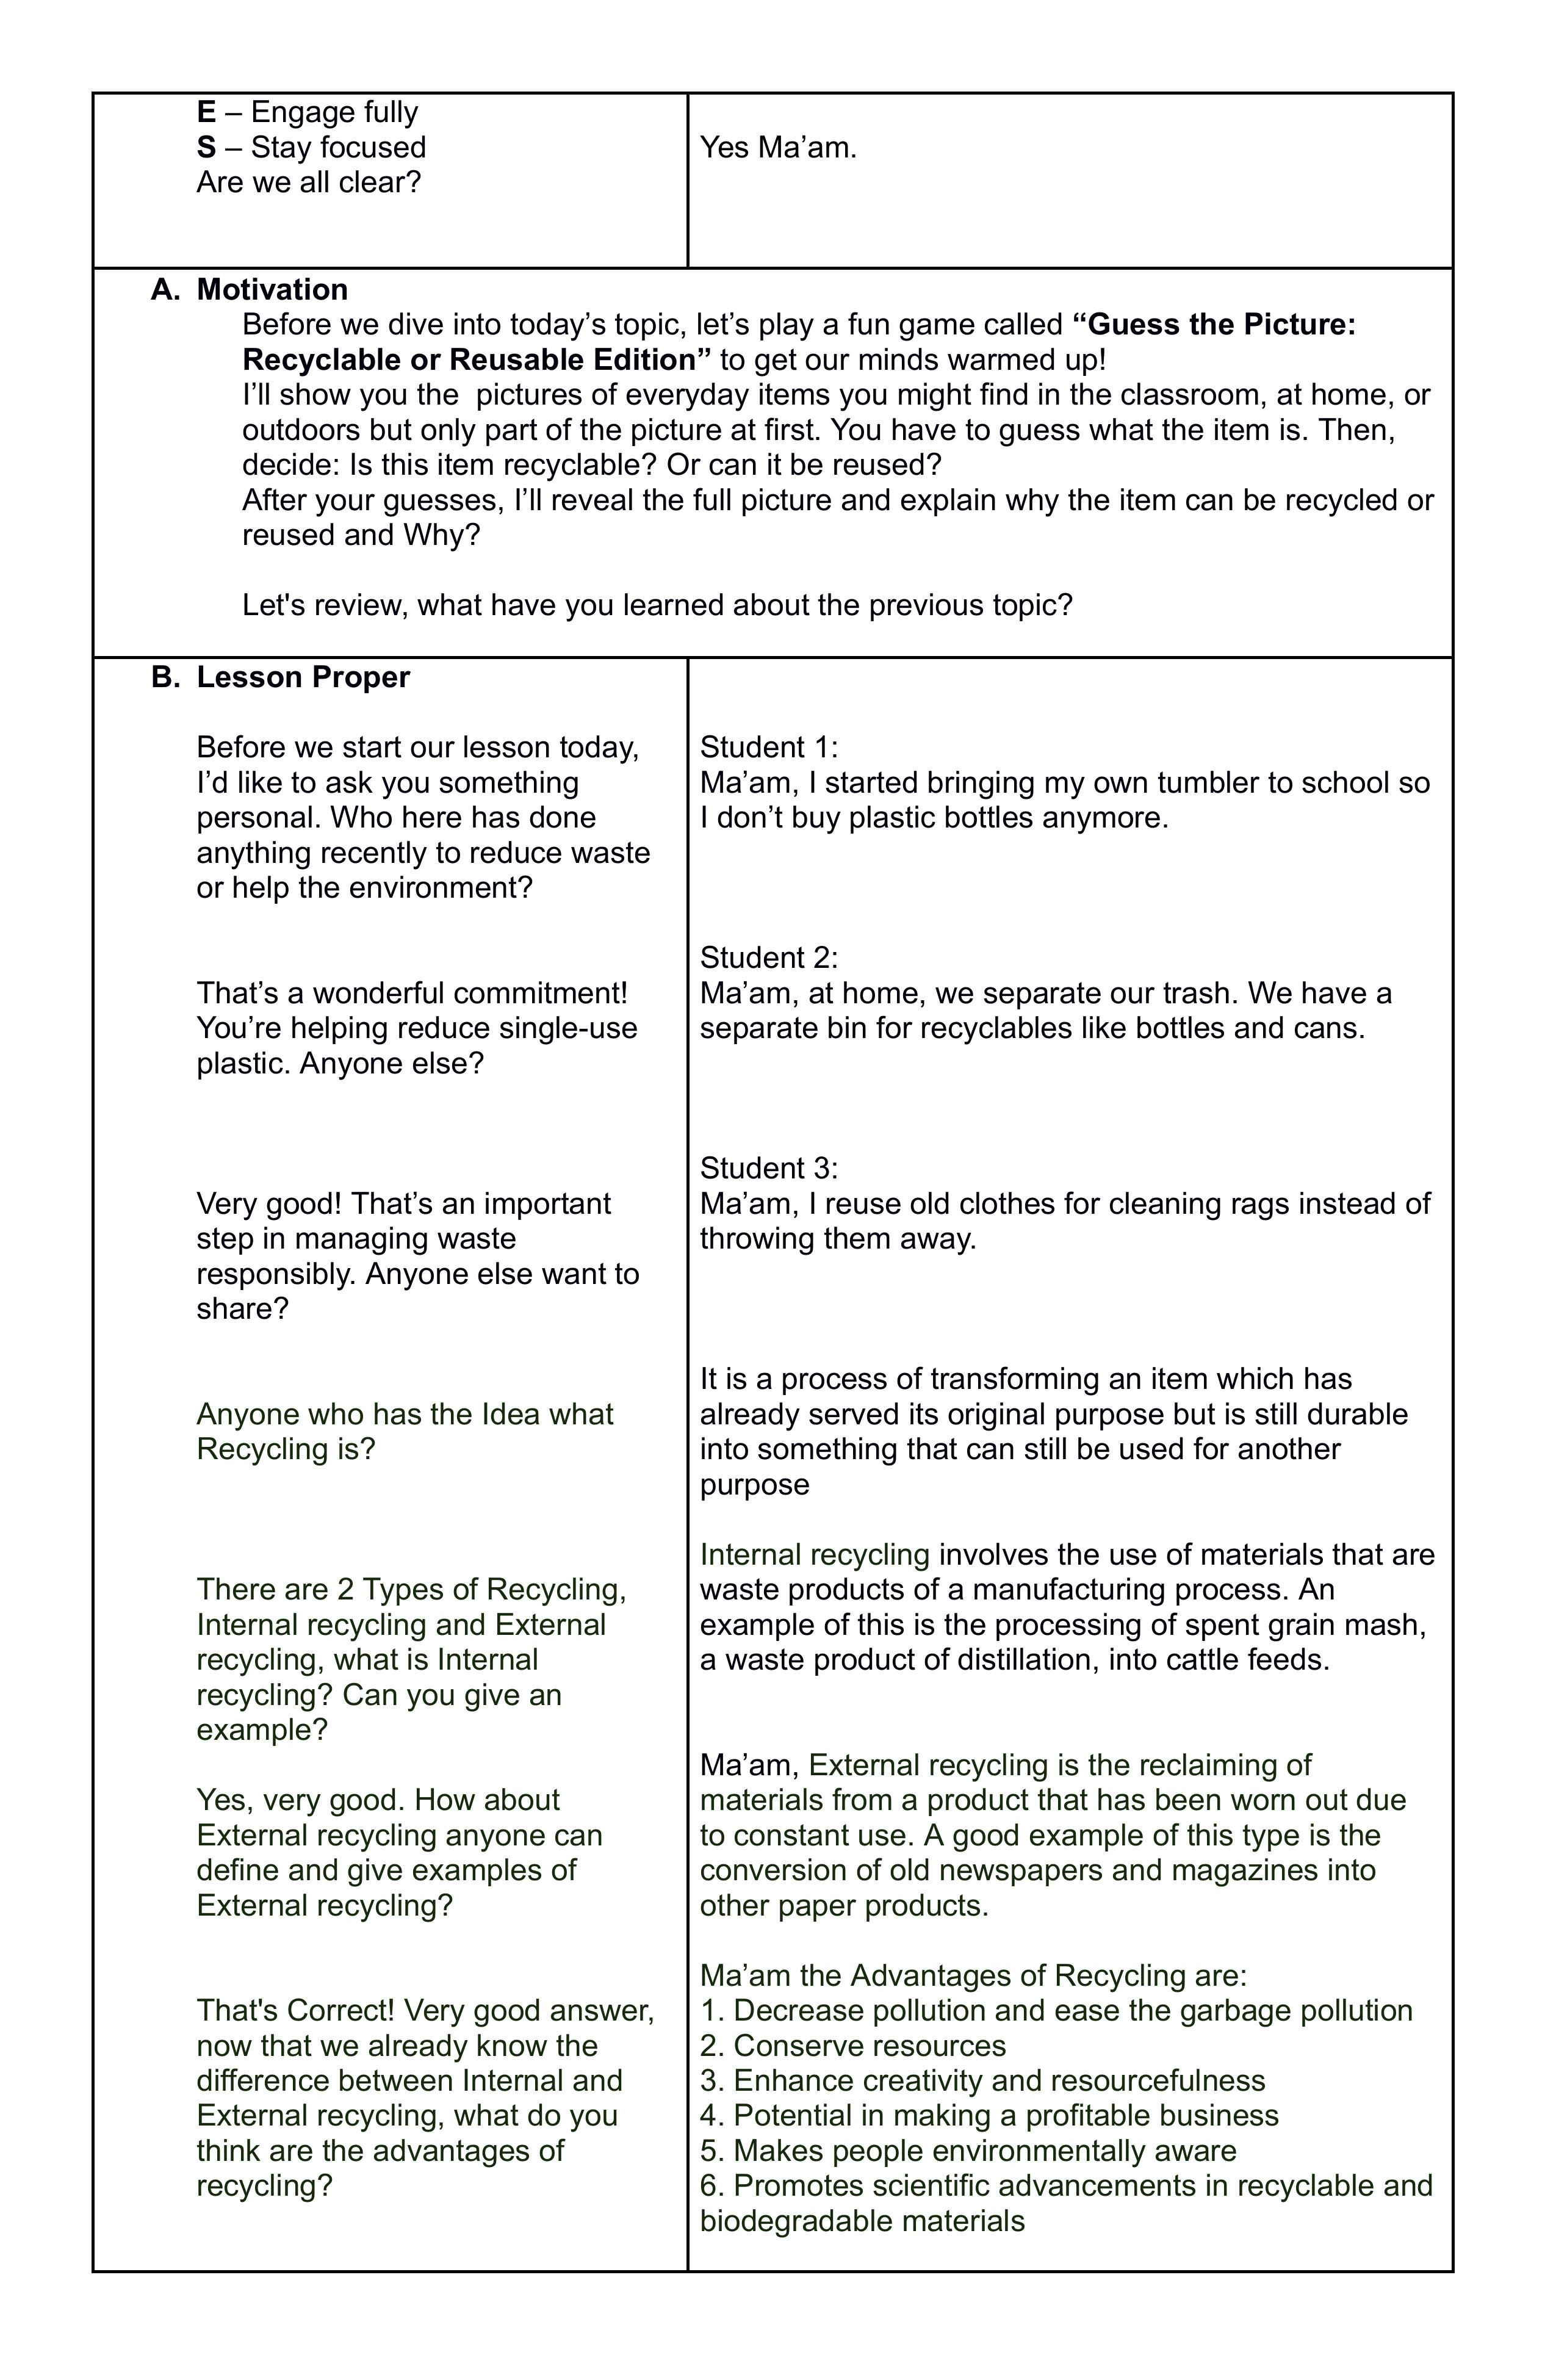 E – Engage fully
S – Stay focused
Are we all clear?
Yes Ma’am.
A. Motivation
Before we dive into today’s topic, let’s play a fun game called “Guess the Picture:
Recyclable or Reusable Edition” to get our minds warmed up!
I’ll show you the  pictures of everyday items you might find in the classroom, at home, or
outdoors but only part of the picture at first. You have to guess what the item is. Then,
decide: Is this item recyclable? Or can it be reused?
After your guesses, I’ll reveal the full picture and explain why the item can be recycled or
reused and Why?
Let's review, what have you learned about the previous topic?
B. Lesson Proper
Before we start our lesson today,
I’d like to ask you something
personal. Who here has done
anything recently to reduce waste
or help the environment?
That’s a wonderful commitment!
You’re helping reduce single-use
plastic. Anyone else?
Very good! That’s an important
step in managing waste
responsibly. Anyone else want to
share?
Anyone who has the Idea what
Recycling is?
There are 2 Types of Recycling,
Internal recycling and External
recycling, what is Internal
recycling? Can you give an
example?
Yes, very good. How about
External recycling anyone can
define and give examples of
External recycling?
That's Correct! Very good answer,
now that we already know the
difference between Internal and
External recycling, what do you
think are the advantages of
recycling?
Student 1:
Ma’am, I started bringing my own tumbler to school so
I don’t buy plastic bottles anymore.
Student 2:
Ma’am, at home, we separate our trash. We have a
separate bin for recyclables like bottles and cans.
Student 3:
Ma’am, I reuse old clothes for cleaning rags instead of
throwing them away.
It is a process of transforming an item which has
already served its original purpose but is still durable
into something that can still be used for another
purpose
Internal recycling involves the use of materials that are
waste products of a manufacturing process. An
example of this is the processing of spent grain mash,
a waste product of distillation, into cattle feeds.
Ma’am, External recycling is the reclaiming of
materials from a product that has been worn out due
to constant use. A good example of this type is the
conversion of old newspapers and magazines into
other paper products.
Ma’am the Advantages of Recycling are:
1. Decrease pollution and ease the garbage pollution
2. Conserve resources
3. Enhance creativity and resourcefulness
4. Potential in making a profitable business
5. Makes people environmentally aware
6. Promotes scientific advancements in recyclable and
biodegradable materials